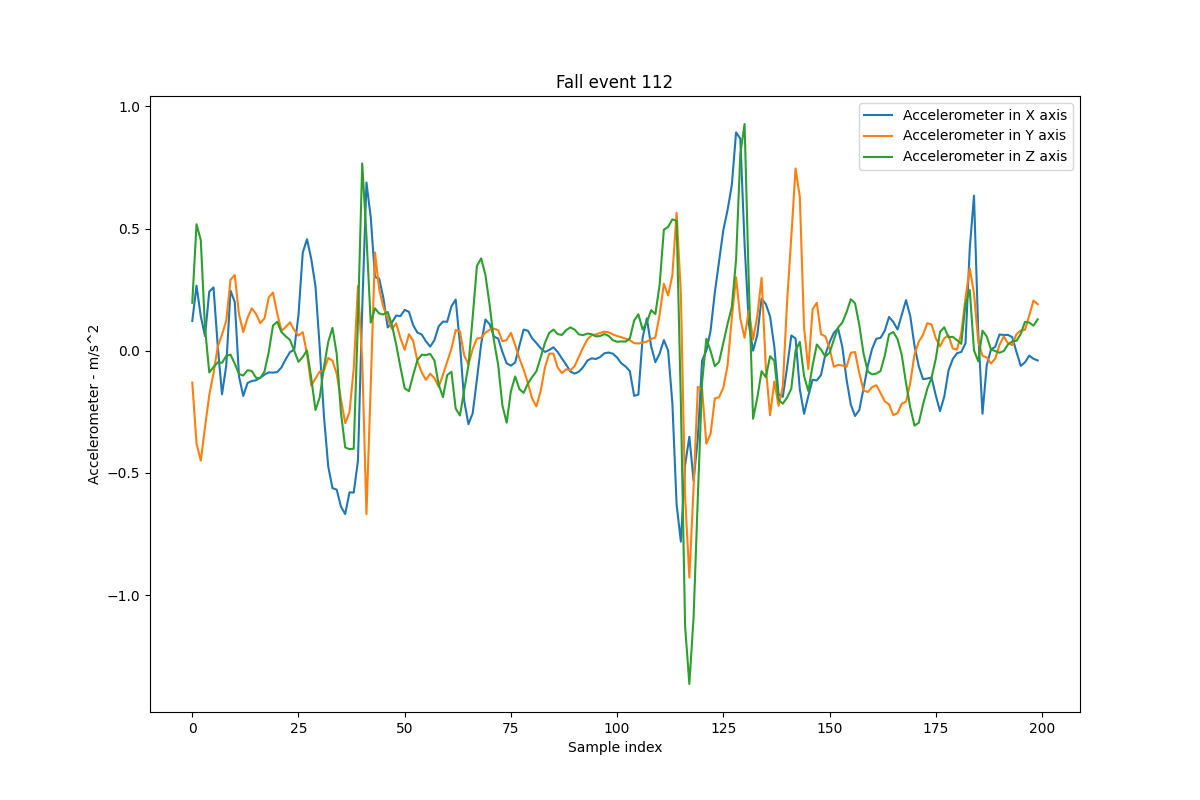 Fall event 112
Accelerometer in X axis
Accelerometer in Y axis
Accelerometer in Z axis
Accelerometer - m/s^2
1.0
0.5
0.0
−0.5
−1.0
0 25 50 75 100 125 150 175 200
Sample index